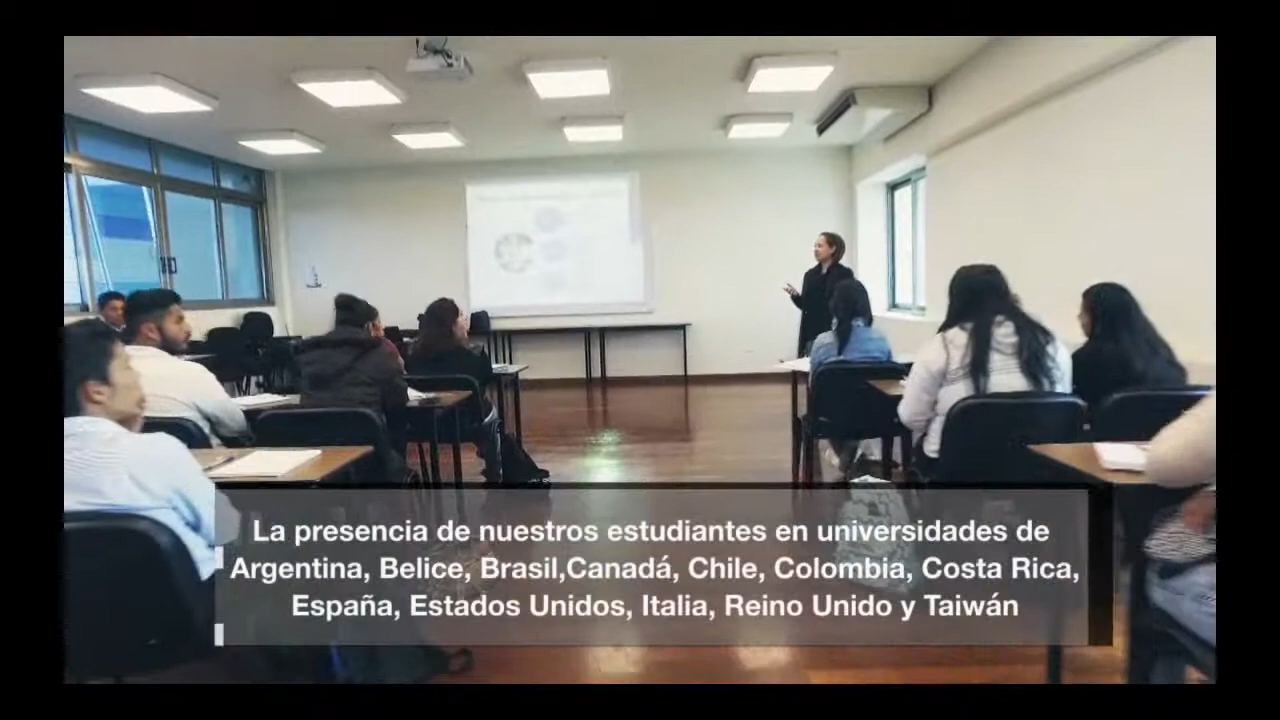 La presencia de nuestros estudiantes en universidades de
Argentina, Belice, Brasil,Canadá, Chile, Colombia, Costa Rica,
España, Estados Unidos, Italia, Reino Unido y Taiwán